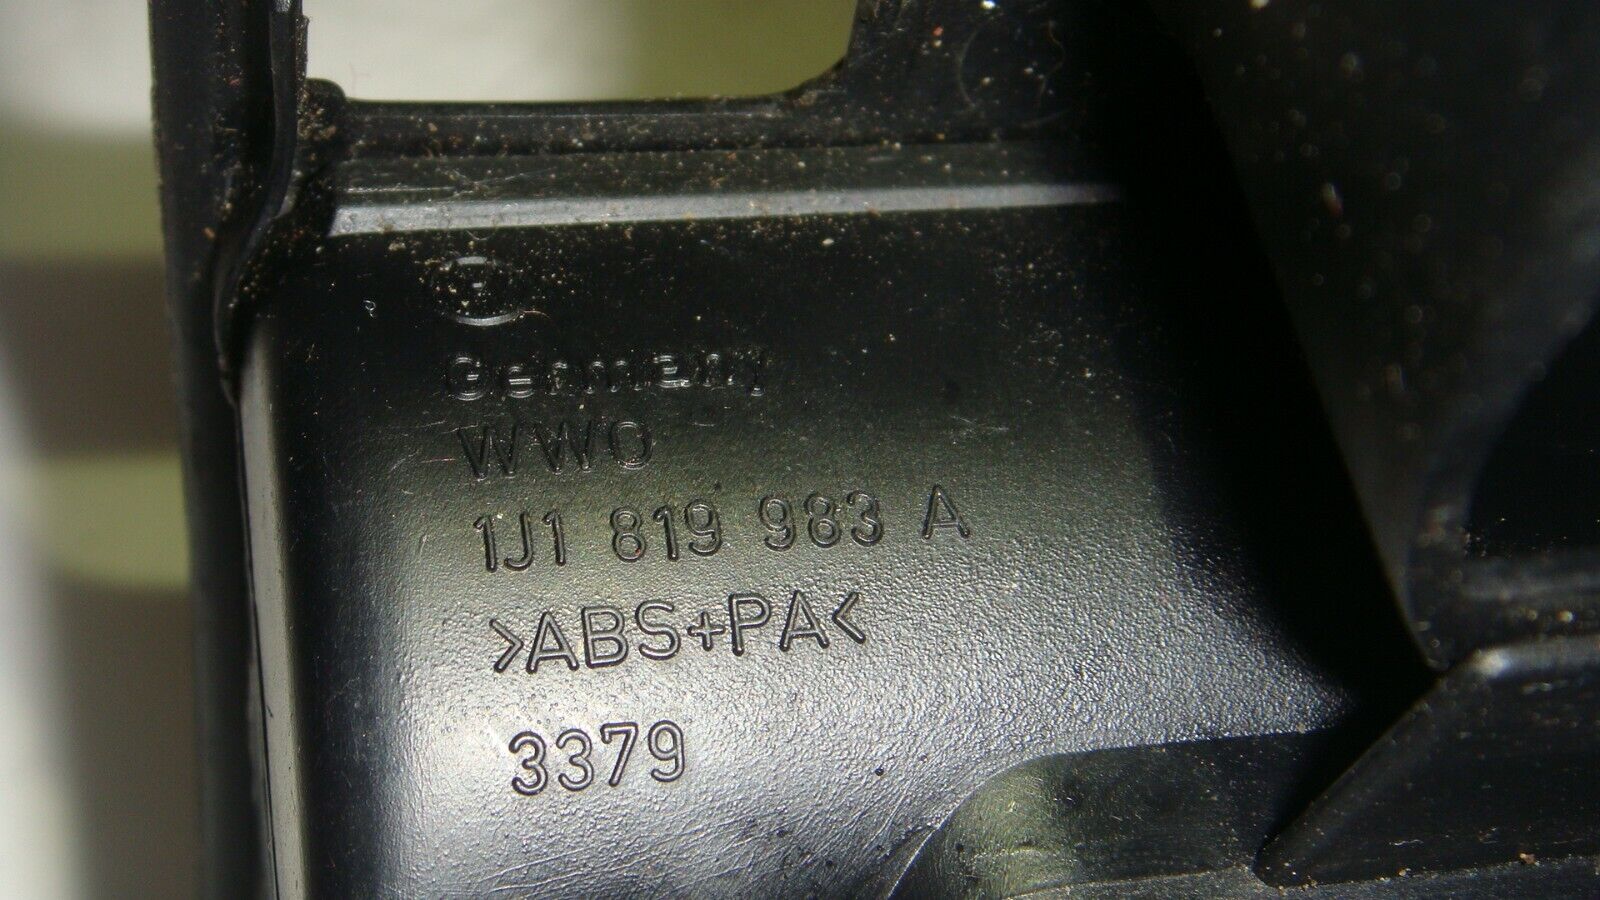 Germany
WWO
1J1 819 983 A
>ABS+PA<
3379